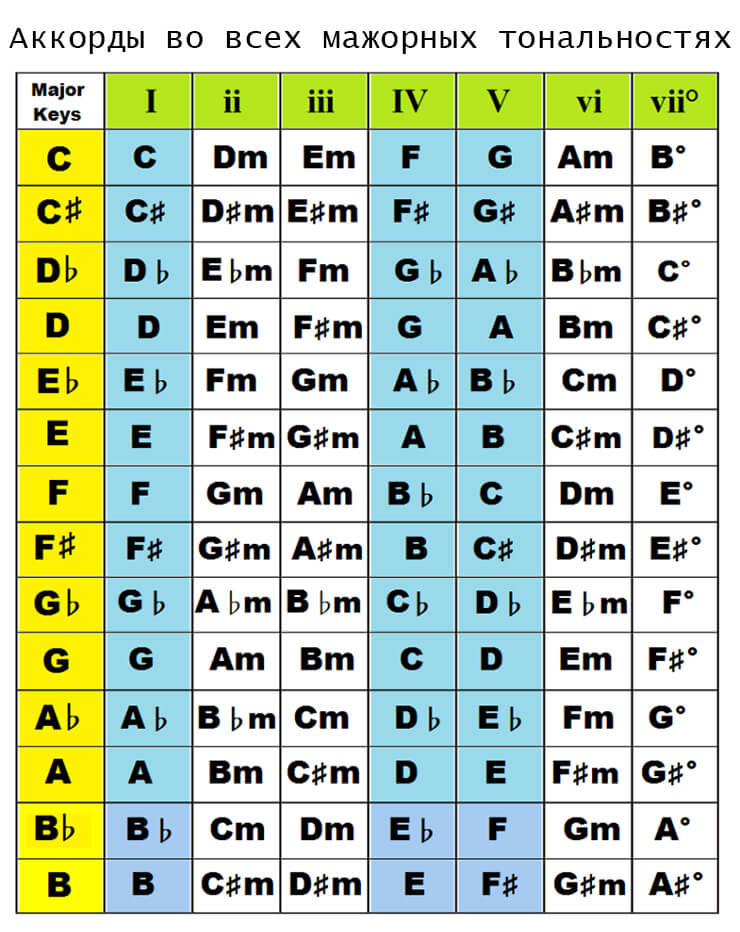 Аккорды во всех мажорных тональностях
Major Keys I ii iii IV V vi vii°
C C Dm Em F G Am B°
C♯ C♯ D♯m E♯m F♯ G♯ A♯m B♯°
D♭ D♭ E♭m Fm G♭ A♭ B♭m C°
D D Em F♯m G A Bm C♯°
E♭ E♭ Fm Gm A♭ B♭ Cm D°
E E F♯m G♯m A B C♯m D♯°
F F Gm Am B♭ C Dm E°
F♯ F♯ G♯m A♯m B C♯ D♯m E♯°
G♭ G♭ A♭m B♭m C♭ D♭ E♭m F°
G G Am Bm C D Em F♯°
A♭ A♭ B♭m Cm D♭ E♭ Fm G°
A A Bm C♯m D E F♯m G♯°
B♭ B♭ Cm Dm E♭ F Gm A°
B B C♯m D♯m E F♯ G♯m A♯°